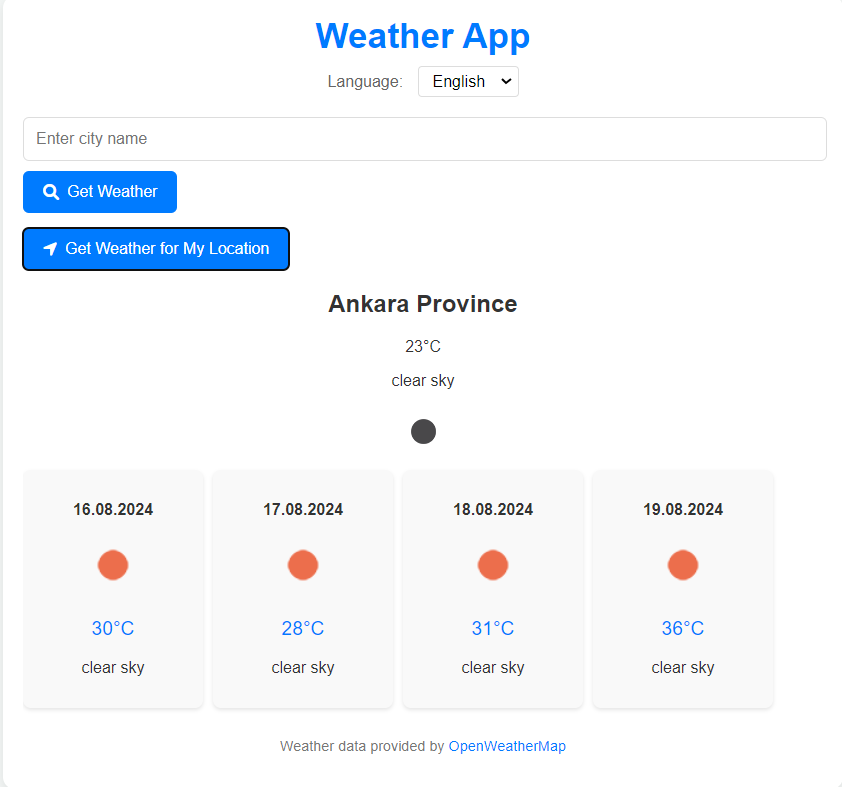 Weather App
Language: English
Enter city name
Get Weather
Get Weather for My Location
Ankara Province
23°C
clear sky
16.08.2024 17.08.2024 18.08.2024 19.08.2024
30°C 28°C 31°C 36°C
clear sky clear sky clear sky clear sky
Weather data provided by OpenWeatherMap